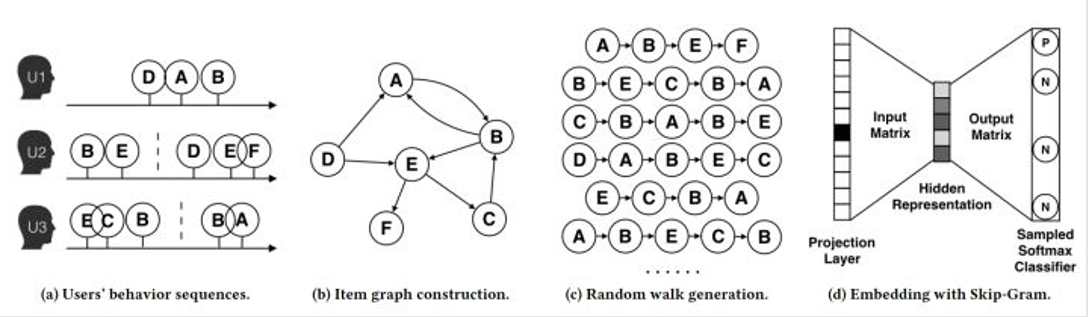 U1 D A B
U2 B E D E F
U3 E C B B A
(a) Users' behavior sequences.
A
B
D
E
C
F
(b) Item graph construction.
A B E F
B E C B A
C B A B E
D A B E C
E C B A
A B E C B
......
(c) Random walk generation.
P
N
Input
Matrix
Output
Matrix
N
Hidden
Representation
N
Projection
Layer
Sampled
Softmax
Classifier
(d) Embedding with Skip-Gram.